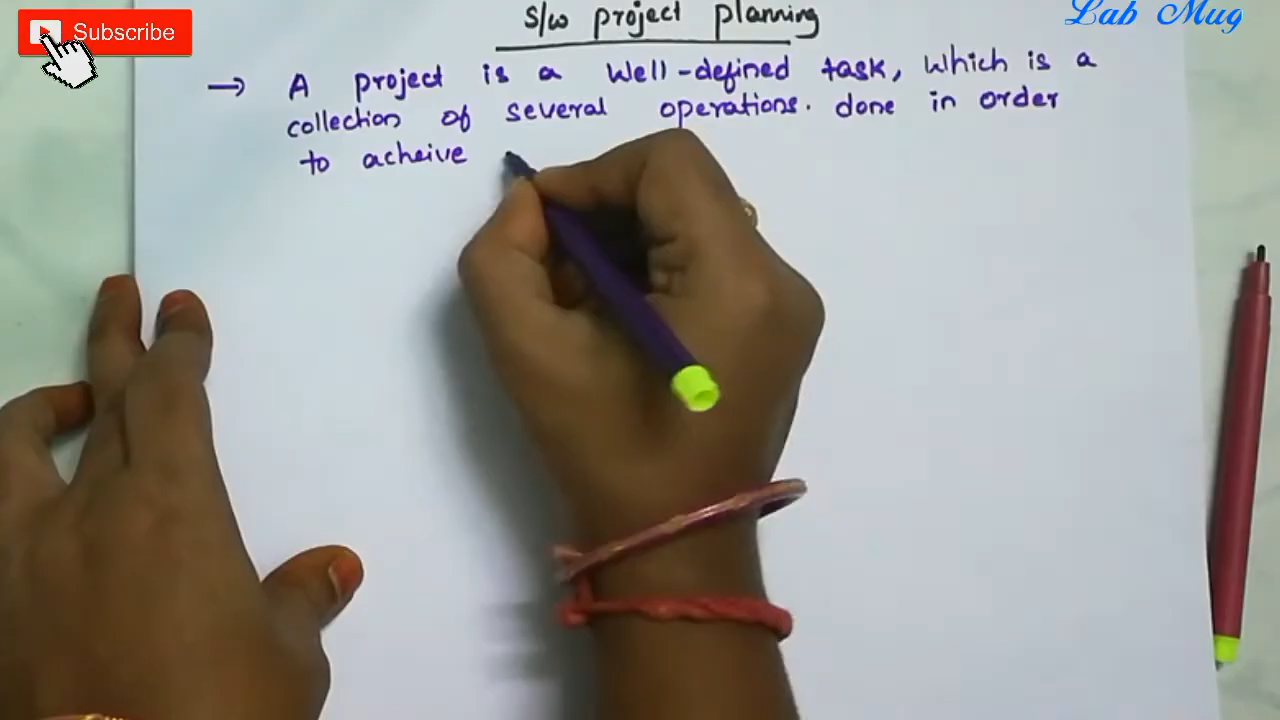 Subscribe
s/w project planning
Lab Mug
→ A project is a well-defined task, which is a
collection of several operations. done in order
to acheive